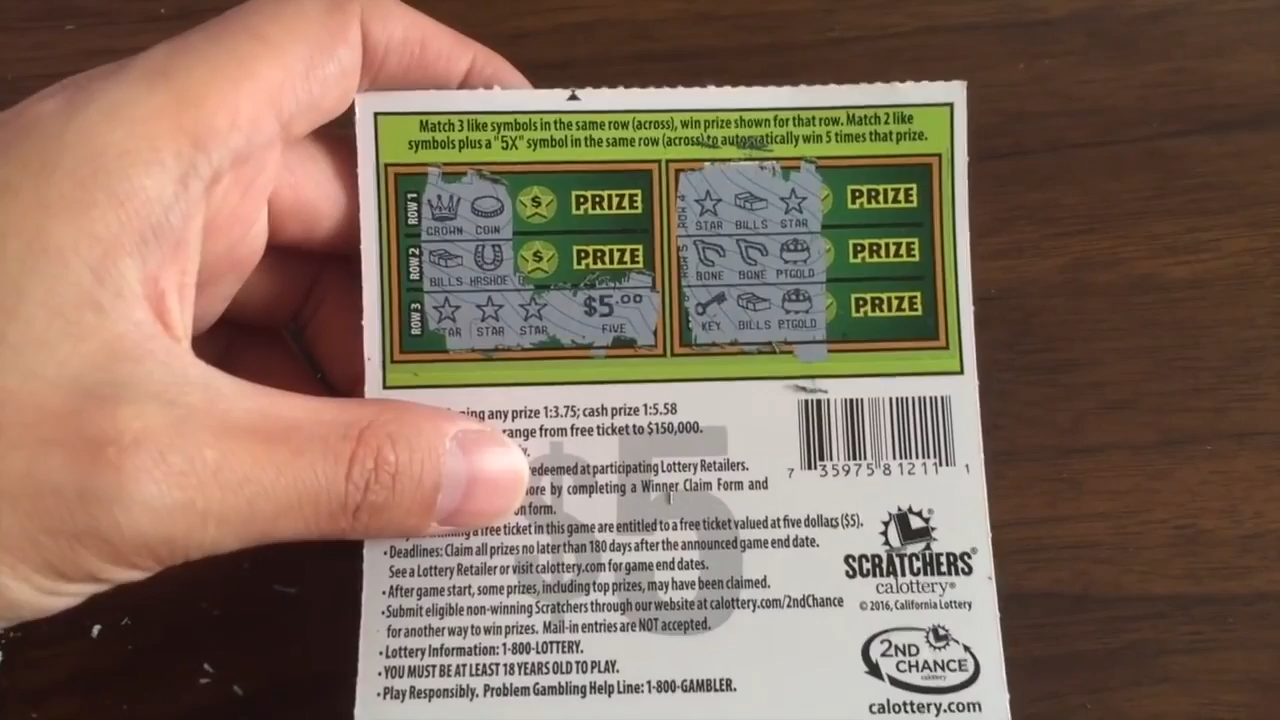 Match 3 like symbols in the same row (across), win prize shown for that row. Match 2 like
symbols plus a "5X" symbol in the same row (across) to automatically win 5 times that prize.
ROW 1
CROWN COIN $ PRIZE
ROW 2
BILLS HRSHOE $ PRIZE
ROW 3
STAR STAR STAR $5.00
FIVE
ROW 4
STAR BILLS STAR PRIZE
ROW 5
BONE BONE PTGOLD PRIZE
KEY BILLS PTGOLD PRIZE
any prize 1:3.75; cash prize 1:5.58
range from free ticket to $150,000.
redeemed at participating Lottery Retailers.
by completing a Winner Claim Form and
form.
a free ticket in this game are entitled to a free ticket valued at five dollars ($5).
• Deadlines: Claim all prizes no later than 180 days after the announced game end date.
See a Lottery Retailer or visit calottery.com for game end dates.
• After game start, some prizes, including top prizes, may have been claimed.
• Submit eligible non-winning Scratchers through our website at calottery.com/2ndChance
for another way to win prizes. Mail-in entries are NOT accepted.
• Lottery Information: 1-800-LOTTERY.
• YOU MUST BE AT LEAST 18 YEARS OLD TO PLAY.
• Play Responsibly. Problem Gambling Help Line: 1-800-GAMBLER.
$5
7 35975 81211 1
SCRATCHERS®
calottery®
© 2016, California Lottery
2ND
CHANCE
calottery
calottery.com